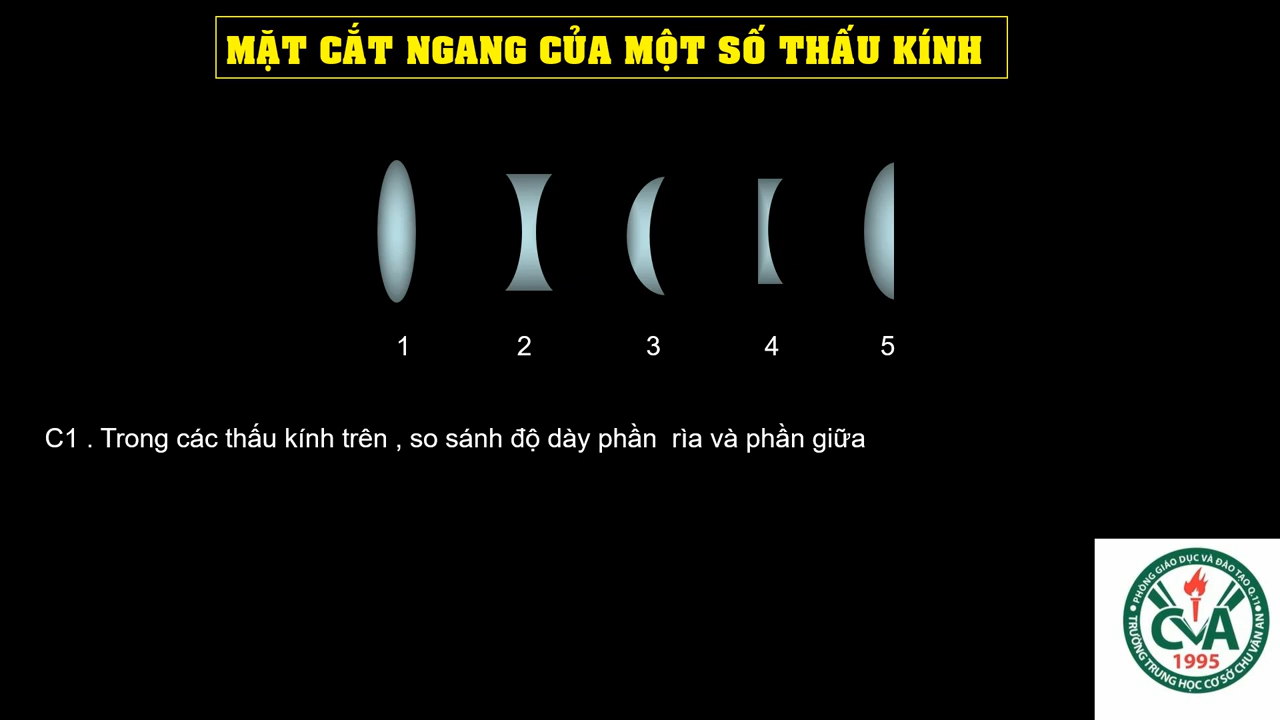 MẶT CẮT NGANG CỦA MỘT SỐ THẤU KÍNH
1 2 3 4 5
C1 . Trong các thấu kính trên , so sánh độ dày phần rìa và phần giữa
PHÒNG GIÁO DỤC VÀ ĐÀO TẠO Q.11
CVA
1995
TRƯỜNG TRUNG HỌC CƠ SỞ CHU VĂN AN